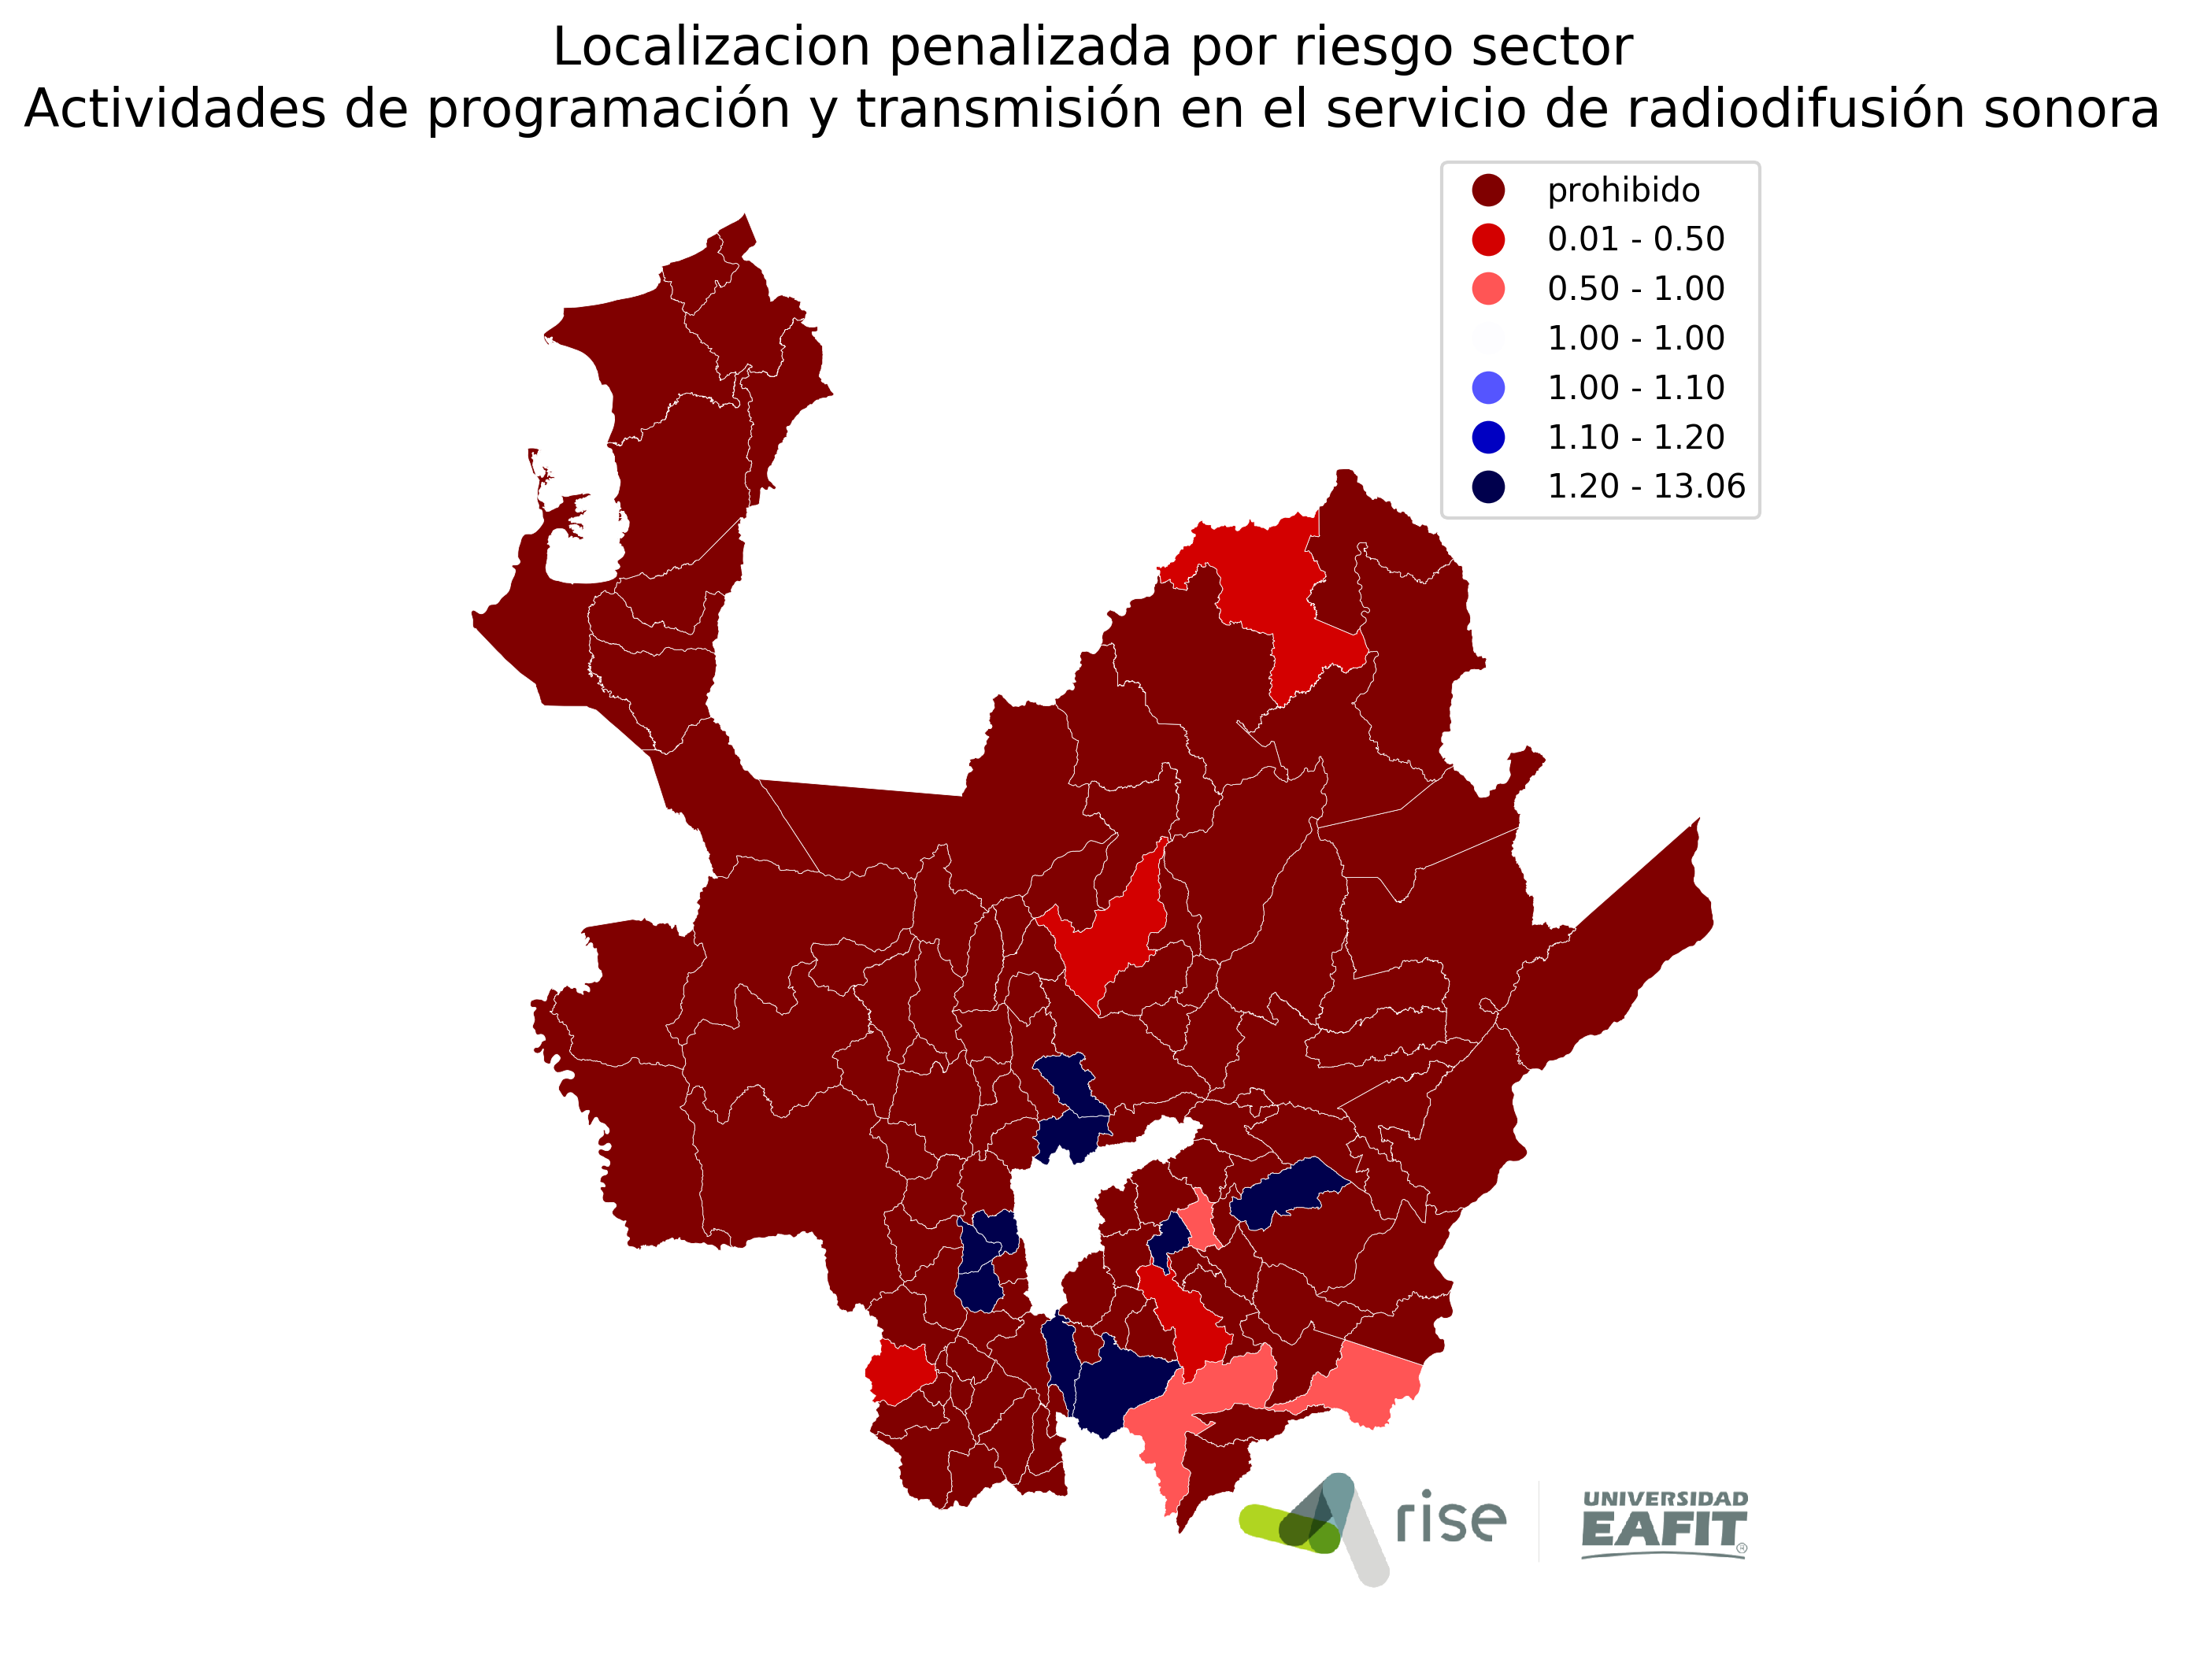 Localizacion penalizada por riesgo sector
Actividades de programación y transmisión en el servicio de radiodifusión sonora
prohibido
0.01 - 0.50
0.50 - 1.00
1.00 - 1.00
1.00 - 1.10
1.10 - 1.20
1.20 - 13.06
rise
UNIVERSIDAD
EAFIT®